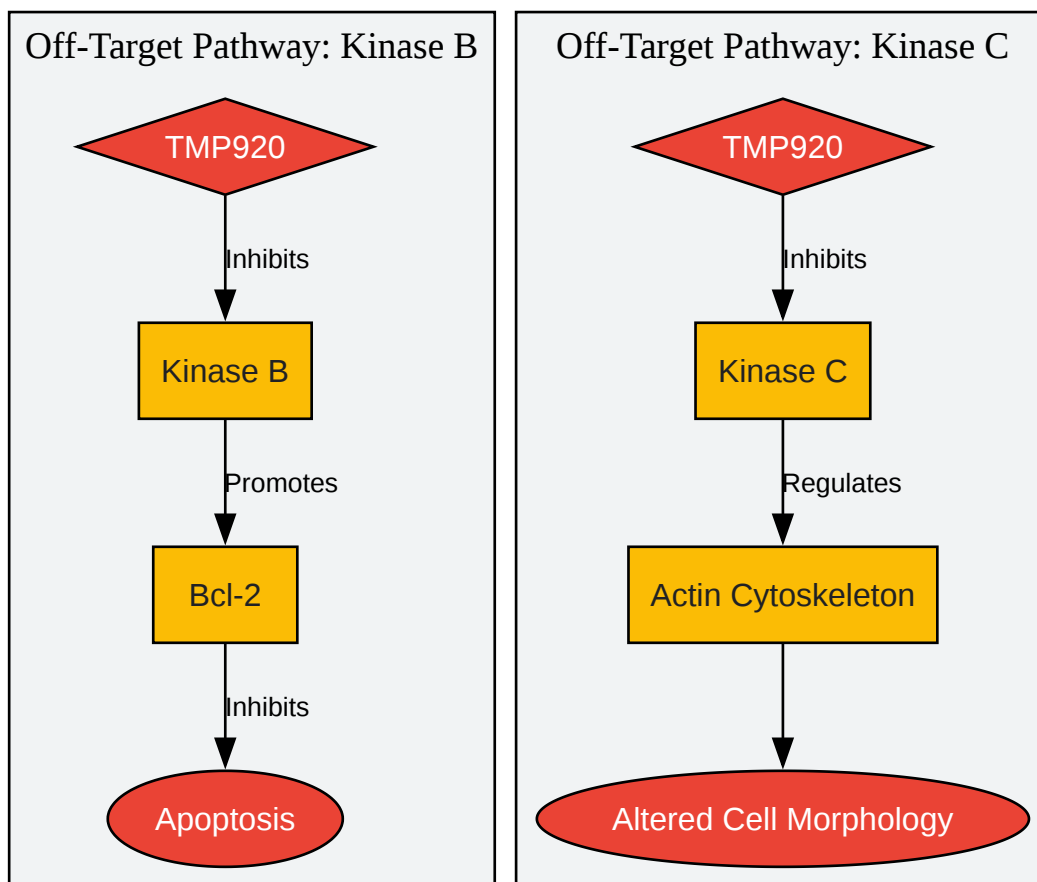 Off-Target Pathway: Kinase B
TMP920
Inhibits
Kinase B
Promotes
Bcl-2
Inhibits
Apoptosis
Off-Target Pathway: Kinase C
TMP920
Inhibits
Kinase C
Regulates
Actin Cytoskeleton
Altered Cell Morphology